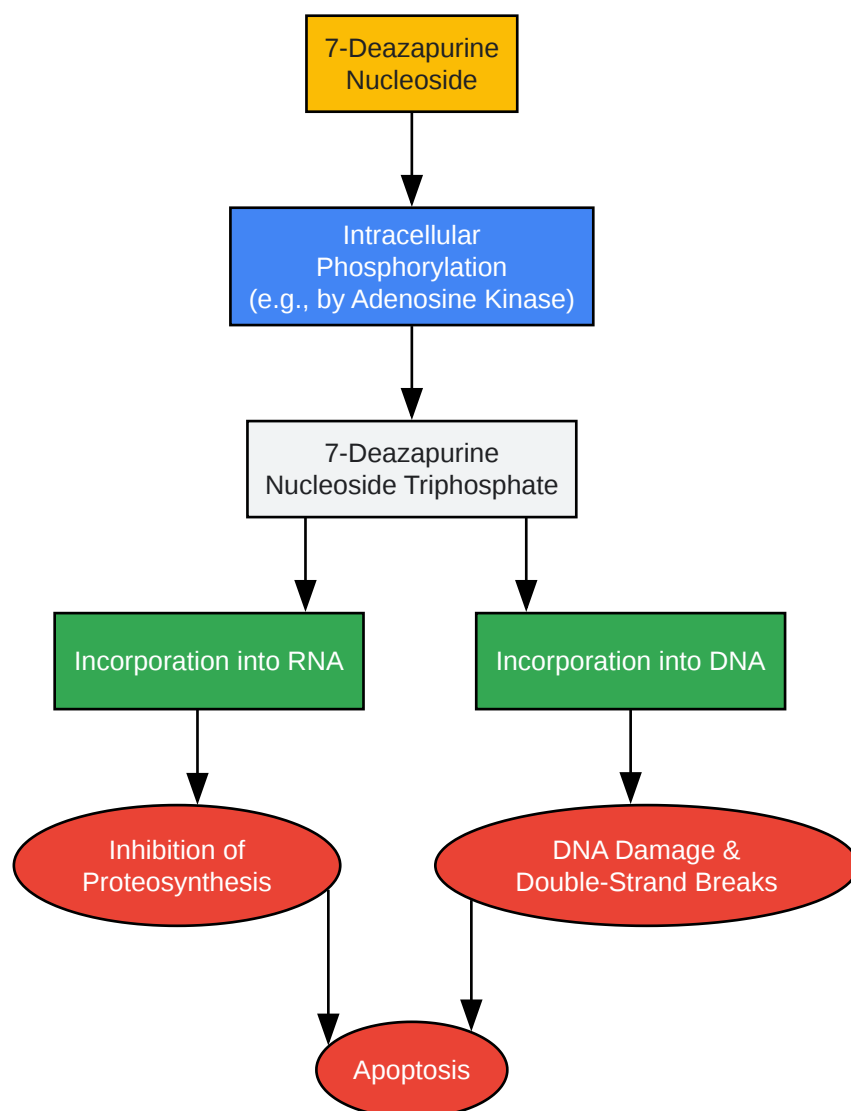 7-Deazapurine
Nucleoside
Intracellular
Phosphorylation
(e.g., by Adenosine Kinase)
7-Deazapurine
Nucleoside Triphosphate
Incorporation into RNA
Incorporation into DNA
Inhibition of
Proteosynthesis
DNA Damage &
Double-Strand Breaks
Apoptosis